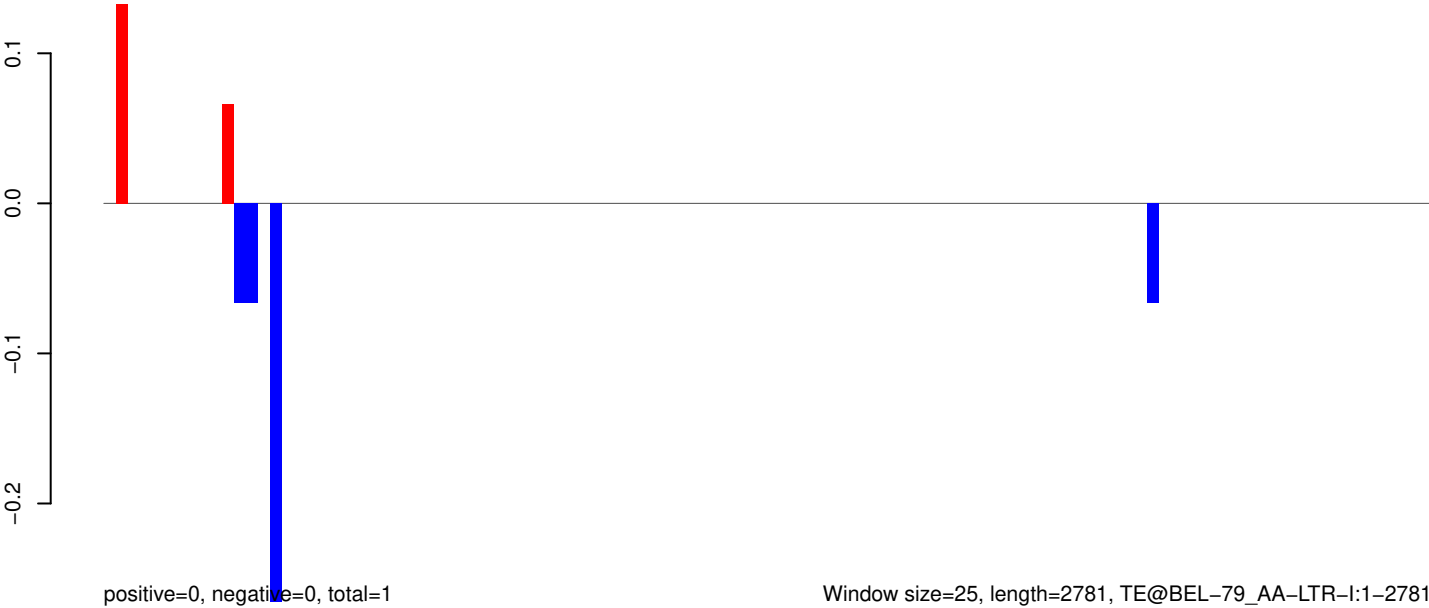 0.1
0.0
−0.1
−0.2
positive=0, negative=0, total=1
Window size=25, length=2781, TE@BEL−79_AA−LTR−I:1−2781